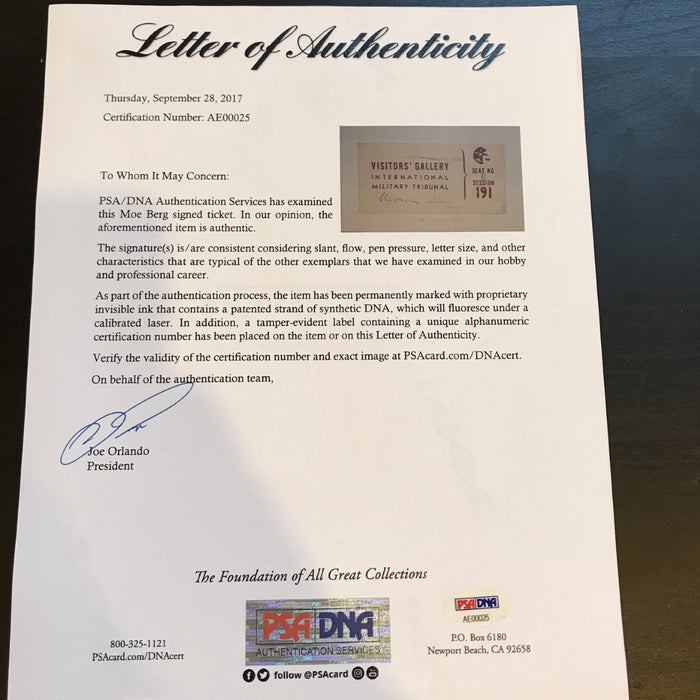 Letter of Authenticity
Thursday, September 28, 2017
Certification Number: AE00025
VISITORS' GALLERY
INTERNATIONAL
MILITARY TRIBUNAL
SEAT NO
SESSION
191
To Whom It May Concern:
PSA/DNA Authentication Services has examined
this Moe Berg signed ticket. In our opinion, the
aforementioned item is authentic.
The signature(s) is/are consistent considering slant, flow, pen pressure, letter size, and other
characteristics that are typical of the other exemplars that we have examined in our hobby
and professional career.
As part of the authentication process, the item has been permanently marked with proprietary
invisible ink that contains a patented strand of synthetic DNA, which will fluoresce under a
calibrated laser. In addition, a tamper-evident label containing a unique alphanumeric
certification number has been placed on the item or on this Letter of Authenticity.
Verify the validity of the certification number and exact image at PSAcard.com/DNAcert.
On behalf of the authentication team,
Joe Orlando
President
The Foundation of All Great Collections
800-325-1121
PSAcard.com/DNAcert
PSA DNA
AUTHENTICATION SERVICES
follow @PSAcard
PSA DNA
AE00025
P.O. Box 6180
Newport Beach, CA 92658